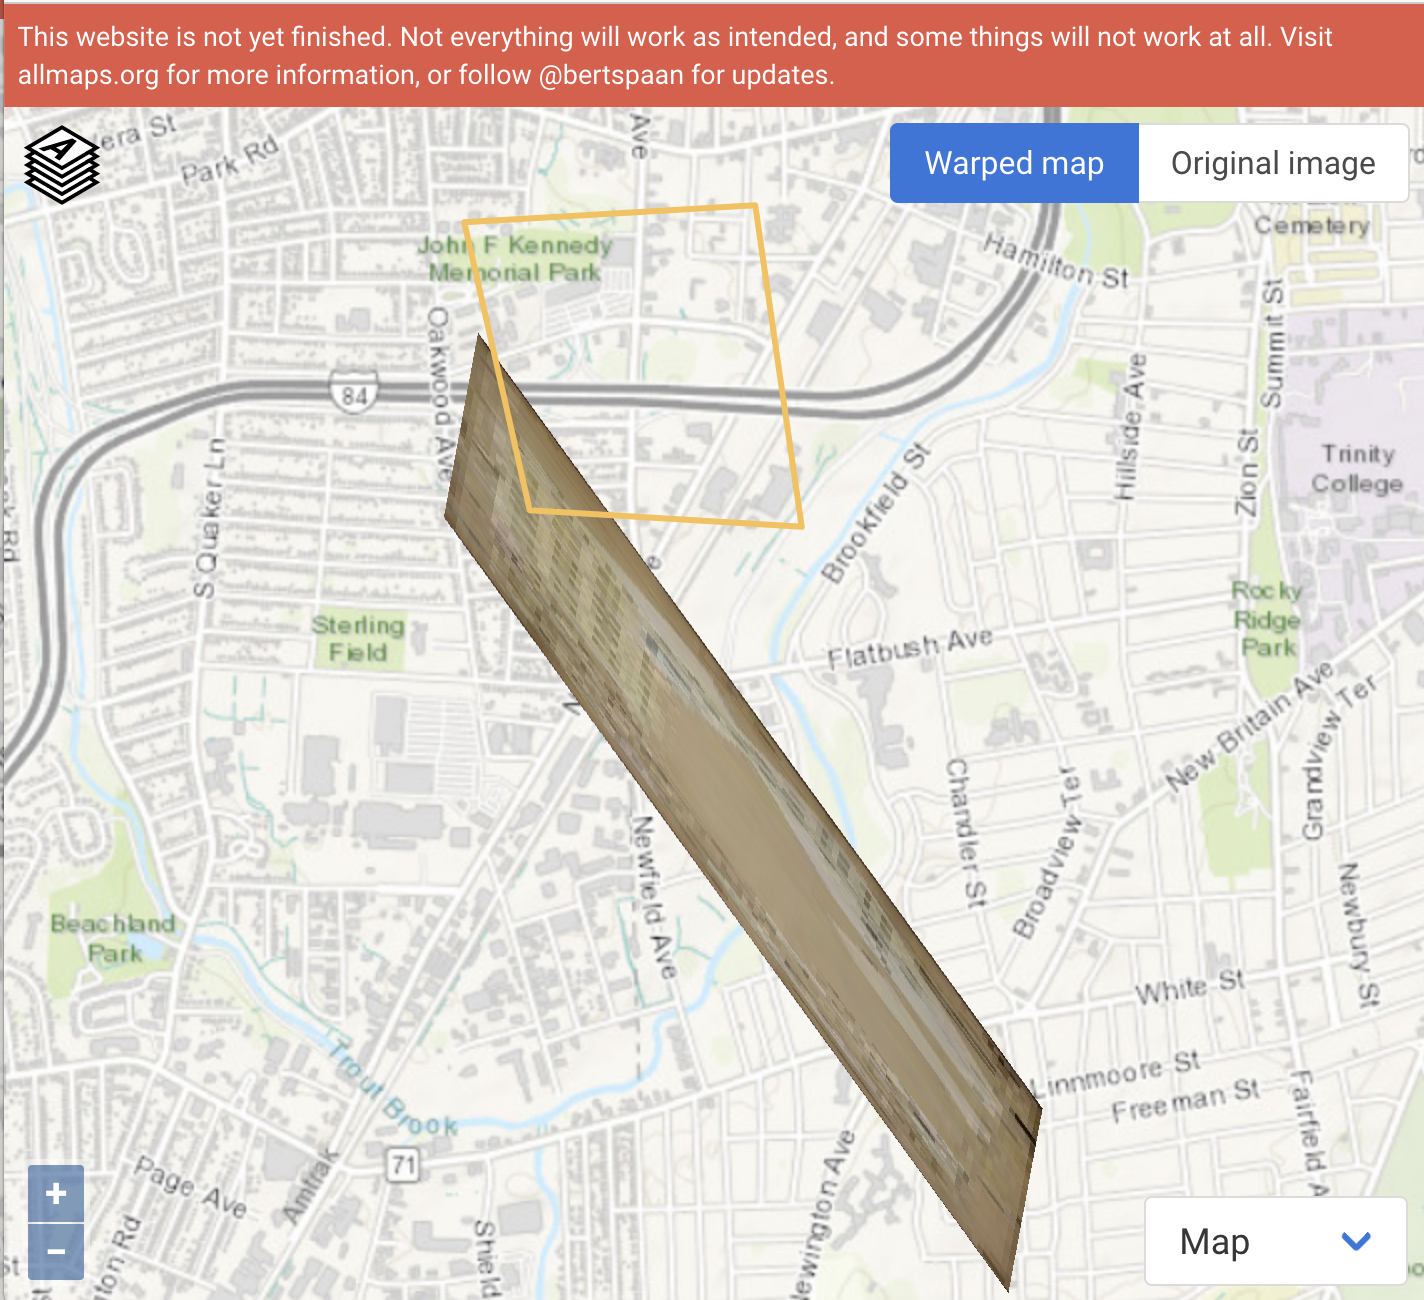 This website is not yet finished. Not everything will work as intended, and some things will not work at all. Visit
allmaps.org for more information, or follow @bertspaan for updates.
era St
Park Rd
Ave
Warped map
Original image
Cemetery
John F Kennedy
Memorial Park
Hamilton St
Oakwood Ave
84
S Quaker Ln
Summit St
Hillside Ave
Zion St
Trinity
College
Brookfield St
Rocky
Ridge
Park
Sterling
Field
Flatbush Ave
New Britain Ave
Grandview Ter
Chandler St
Broadview Ter
Newfield Ave
Newbury St
Beachland
Park
White St
Trout Brook
Linnmoore St
Freeman St
Fairfield A
71
Page Ave
Amtrak
Shield
ewington Ave
ton Rd
St
+
−
Map